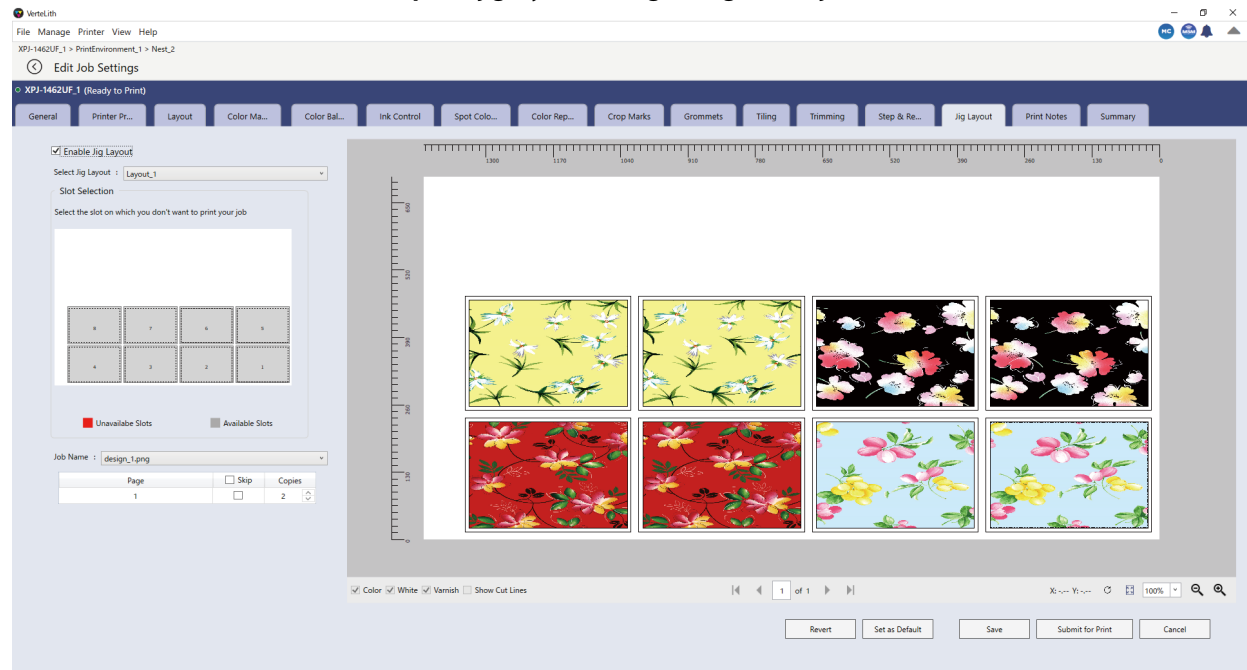 VerteLith
File Manage Printer View Help
MC MSM
XPJ-1462UF_1 > PrintEnvironment_1 > Nest_2
Edit Job Settings
XPJ-1462UF_1 (Ready to Print)
General Printer Pr... Layout Color Ma... Color Bal... Ink Control Spot Colo... Color Rep... Crop Marks Grommets Tiling Trimming Step & Re... Jig Layout Print Notes Summary
Enable Jig Layout
Select Jig Layout : Layout_1
Slot Selection
Select the slot on which you don't want to print your job
8 7 6 5
4 3 2 1
Unavailabe Slots Available Slots
Job Name : design_1.png
Page Skip Copies
1 2
1300 1170 1040 910 780 650 520 390 260 130 0
650
520
390
260
130
0
Color White Varnish Show Cut Lines
1 of 1
X: -.-- Y: -.--
100%
Revert Set as Default Save Submit for Print Cancel